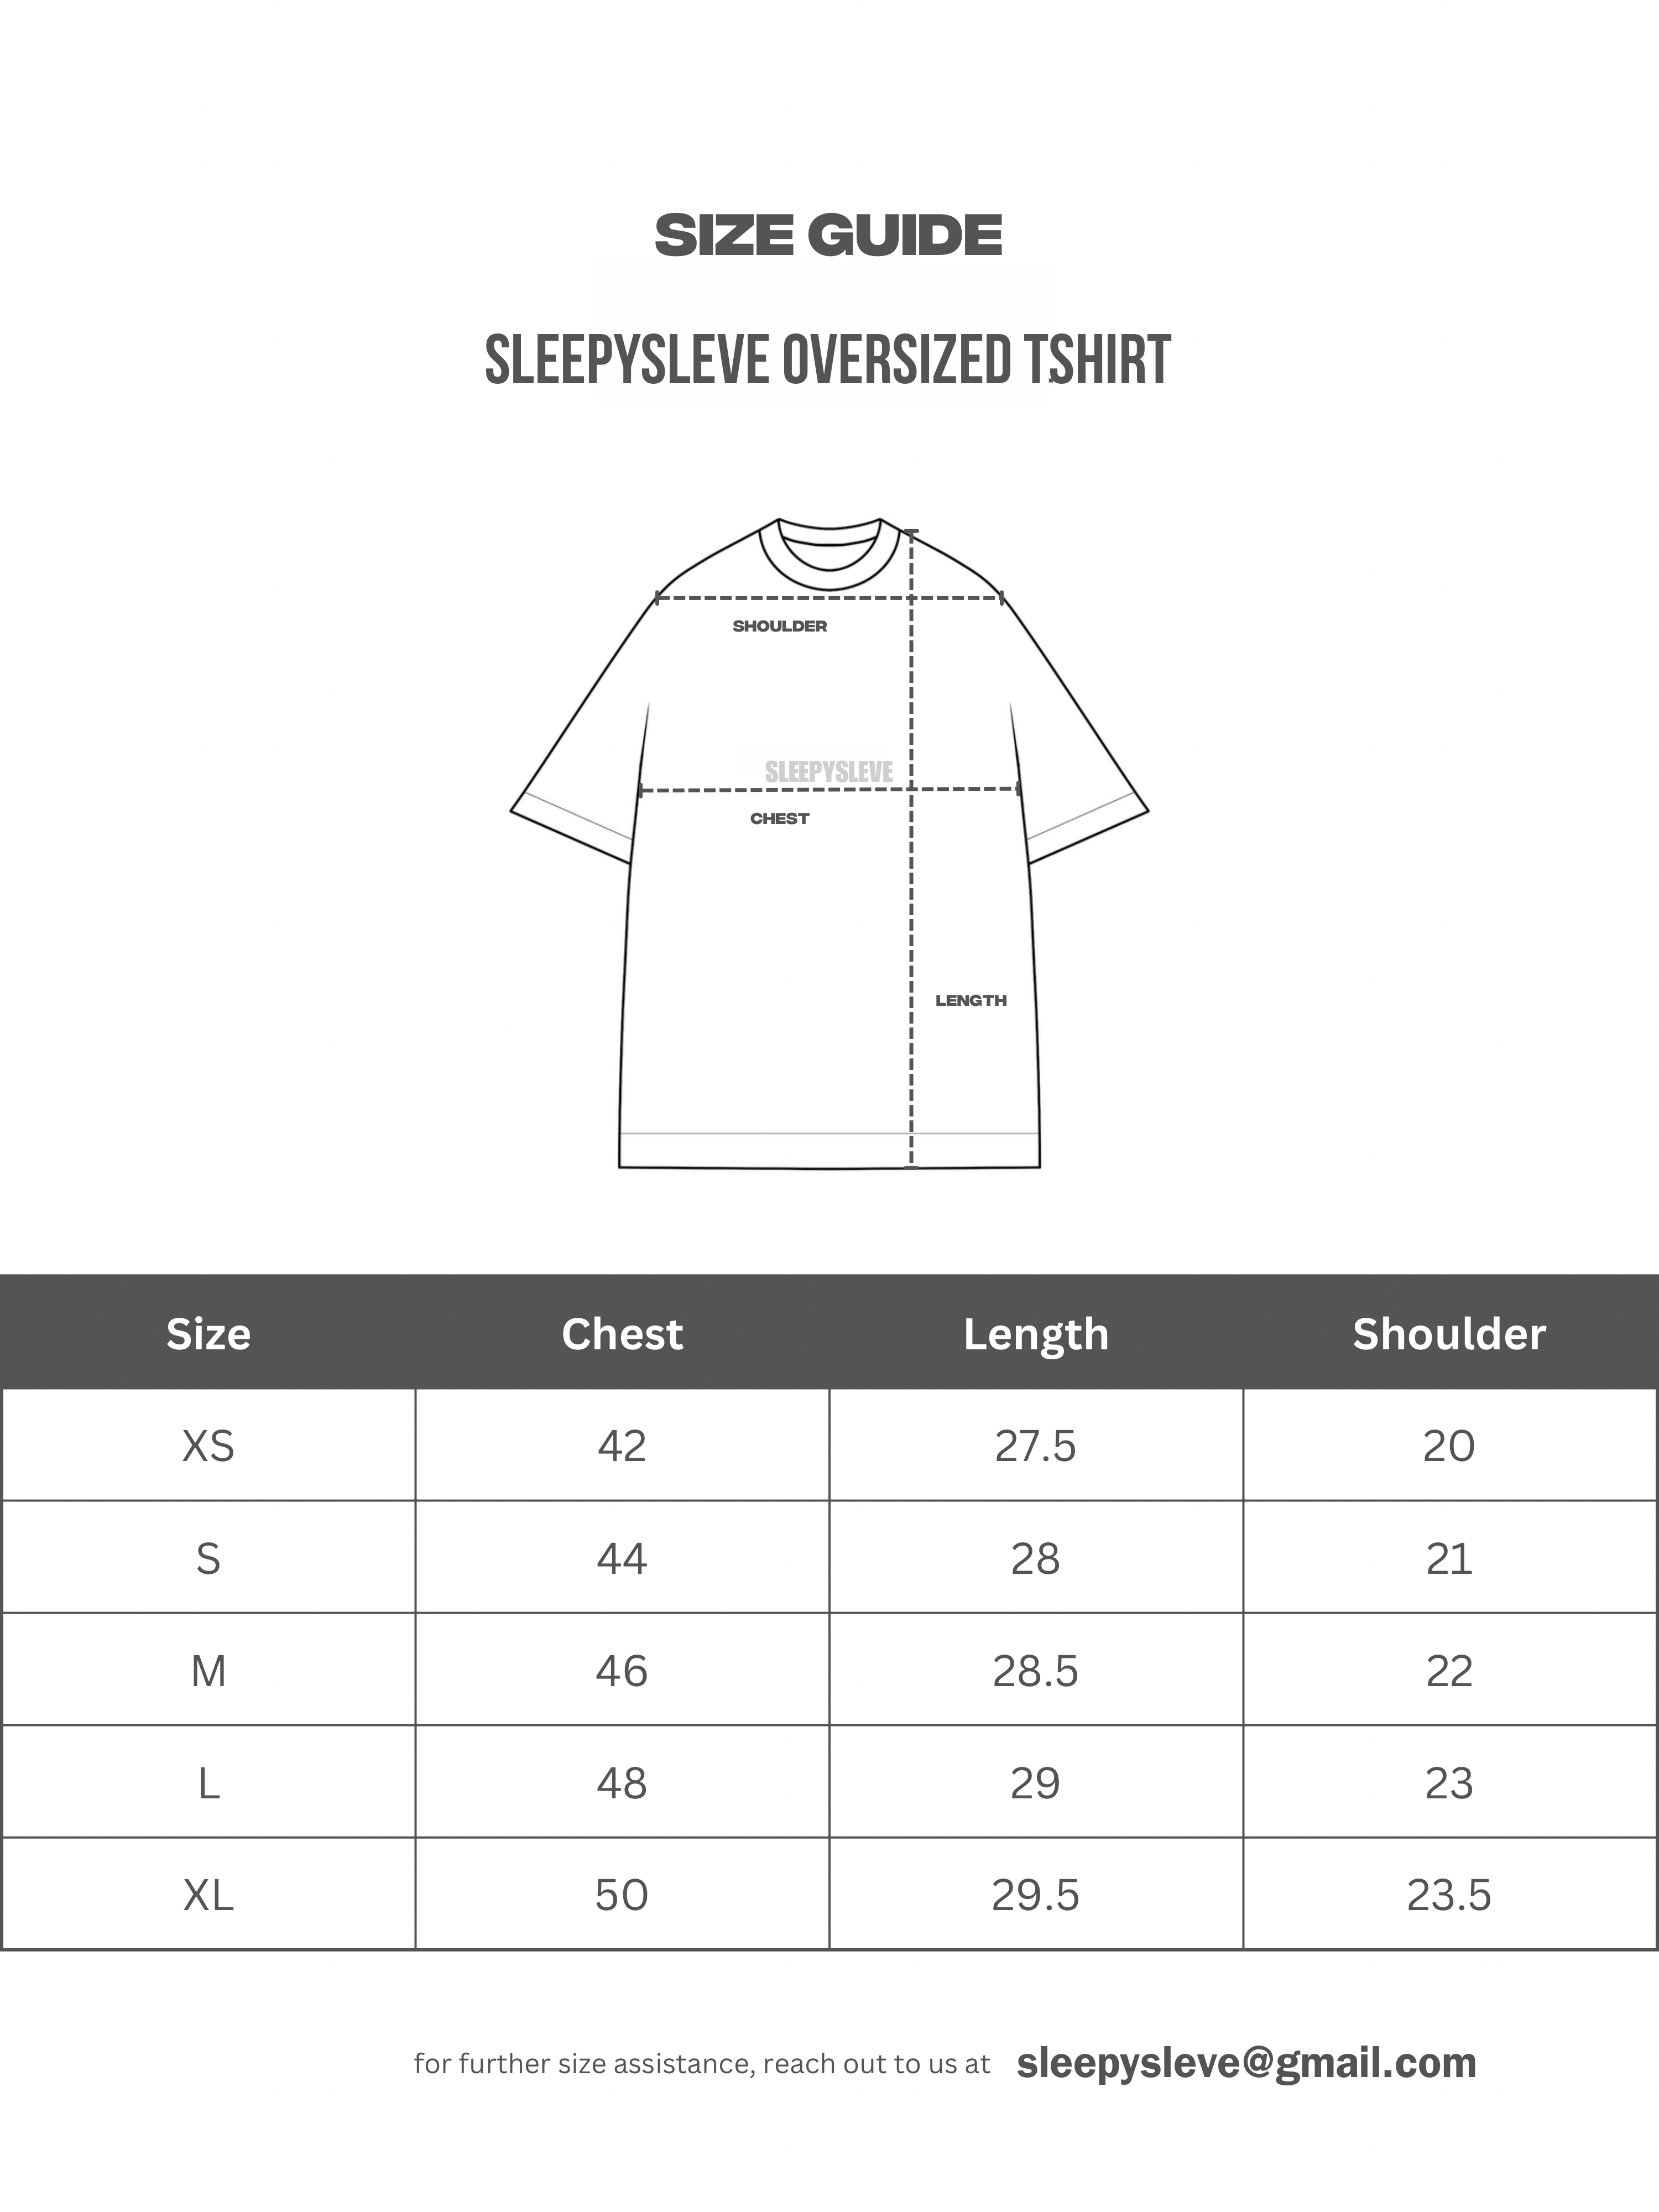 SIZE GUIDE
SLEEPYSLEVE OVERSIZED TSHIRT
SHOULDER
SLEEPYSLEVE
CHEST
LENGTH
Size Chest Length Shoulder
XS 42 27.5 20
S 44 28 21
M 46 28.5 22
L 48 29 23
XL 50 29.5 23.5
for further size assistance, reach out to us at sleepysleve@gmail.com